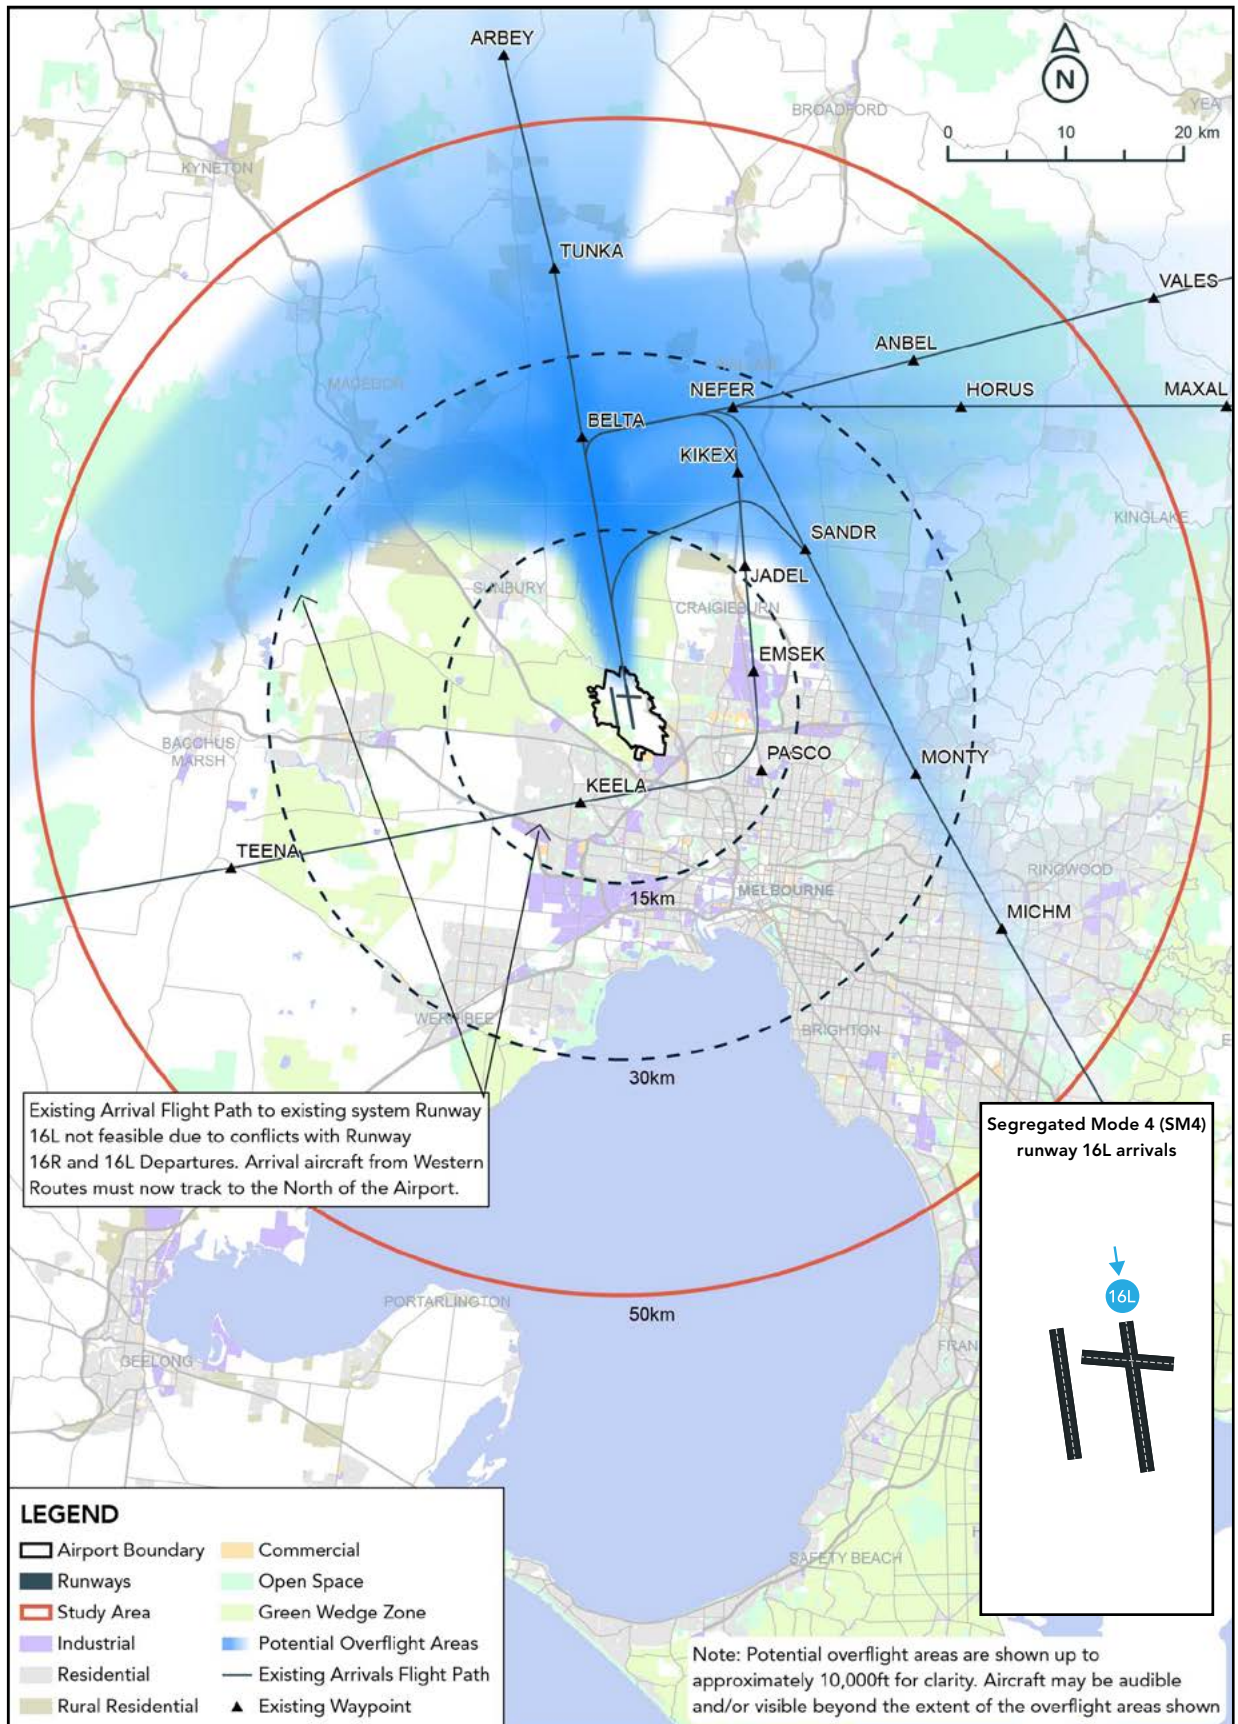 ARBEY
N
BROADFORD
YEA
0 10 20 km
KYNETON
TUNKA
VALES
ANBEL
MACEDON
NEFER
HORUS
MAXAL
BELTA
KIKEX
KINGLAKE
SANDR
JADEL
SUNBURY
CRAIGIEBURN
EMSEK
BACCHUS
MARSH
PASCO
MONTY
KEELA
TEENA
RINGWOOD
MELBOURNE
15km
MICHM
WERRIBEE
BRIGHTON
30km
Existing Arrival Flight Path to existing system Runway
16L not feasible due to conflicts with Runway
16R and 16L Departures. Arrival aircraft from Western
Routes must now track to the North of the Airport.
Segregated Mode 4 (SM4)
runway 16L arrivals
16L
PORTARLINGTON
50km
GEELONG
FRAN
SAFETY BEACH
LEGEND
Airport Boundary
Runways
Study Area
Industrial
Residential
Rural Residential
Commercial
Open Space
Green Wedge Zone
Potential Overflight Areas
Existing Arrivals Flight Path
Existing Waypoint
Note: Potential overflight areas are shown up to
approximately 10,000ft for clarity. Aircraft may be audible
and/or visible beyond the extent of the overflight areas shown